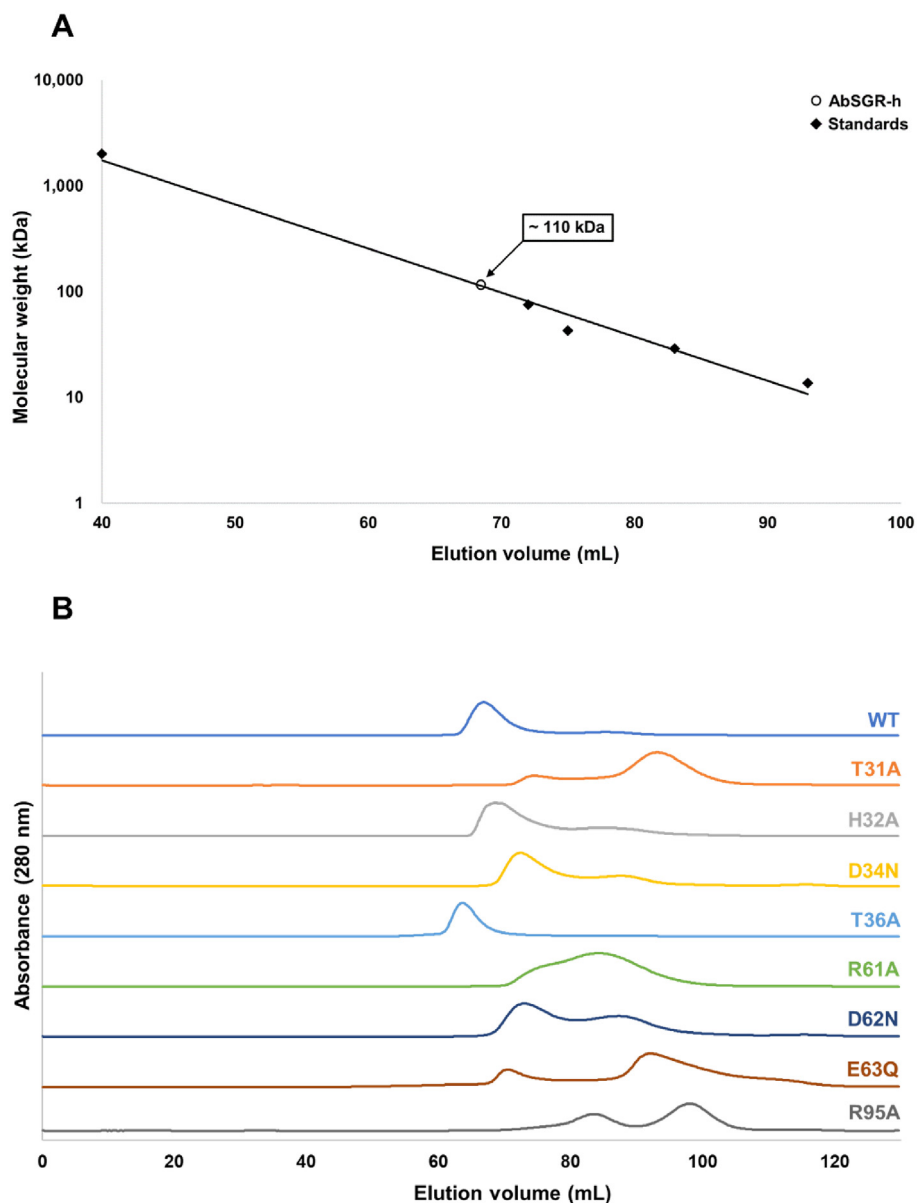 A
10,000
1,000
100
10
1
Molecular weight (kDa)
AbSGR-h
Standards
~ 110 kDa
40 50 60 70 80 90 100
Elution volume (mL)
B
Absorbance (280 nm)
WT
T31A
H32A
D34N
T36A
R61A
D62N
E63Q
R95A
0 20 40 60 80 100 120
Elution volume (mL)